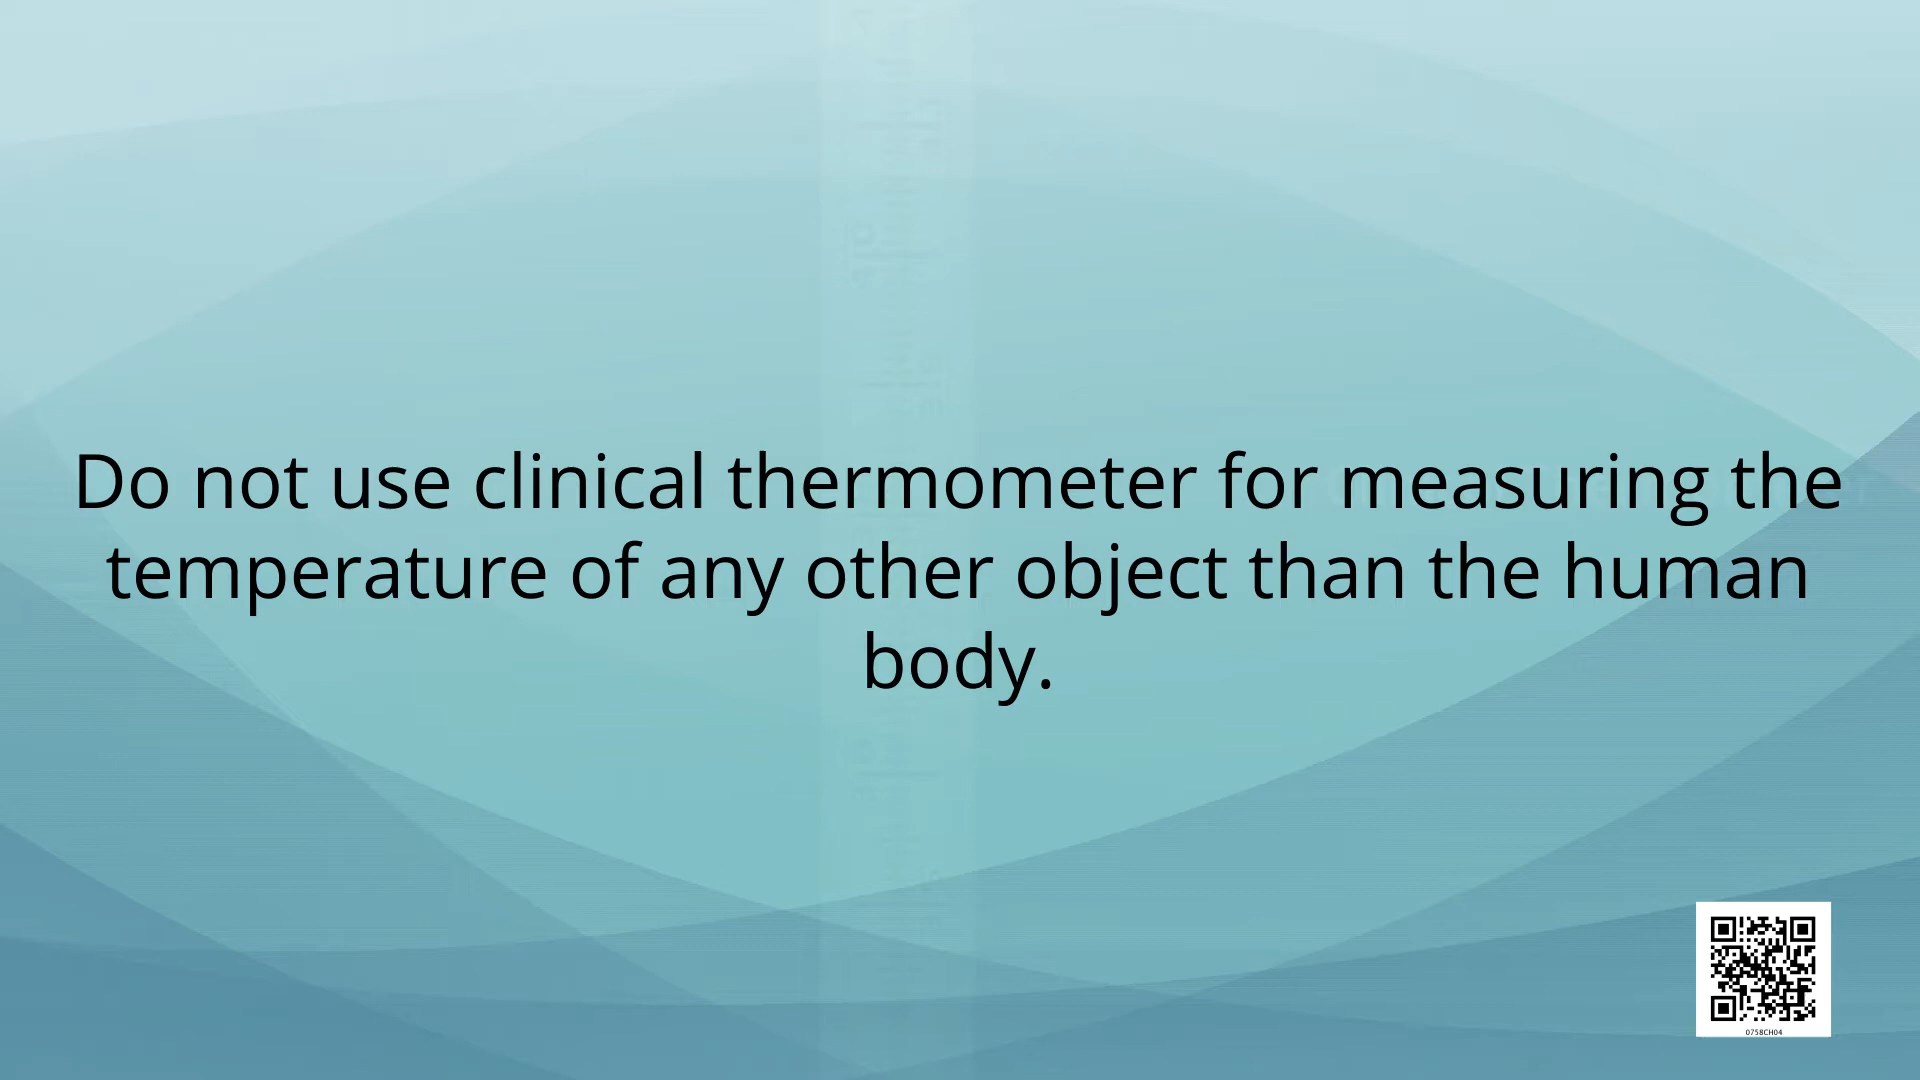 Do not use clinical thermometer for measuring the
temperature of any other object than the human
body.
0758CH04